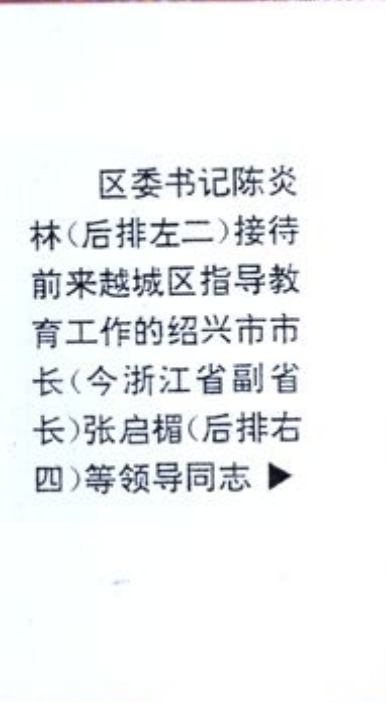 区委书记陈炎
林(后排左二)接待
前来越城区指导教
育工作的绍兴市市
长(今浙江省副省
长)张启楣(后排右
四)等领导同志 ▶